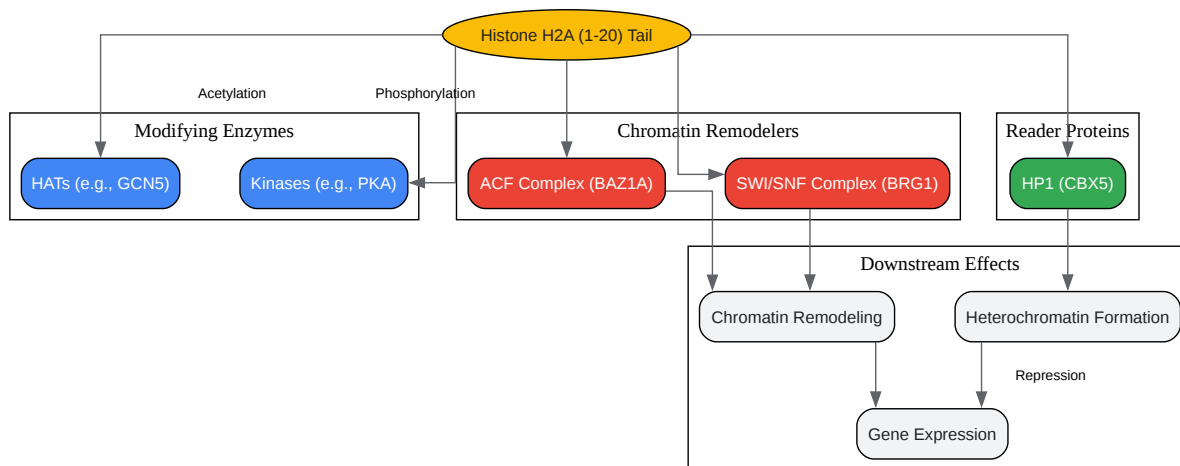 Histone H2A (1-20) Tail
Acetylation
Phosphorylation
Modifying Enzymes
Chromatin Remodelers
Reader Proteins
HATs (e.g., GCN5)
Kinases (e.g., PKA)
ACF Complex (BAZ1A)
SWI/SNF Complex (BRG1)
HP1 (CBX5)
Downstream Effects
Chromatin Remodeling
Heterochromatin Formation
Repression
Gene Expression